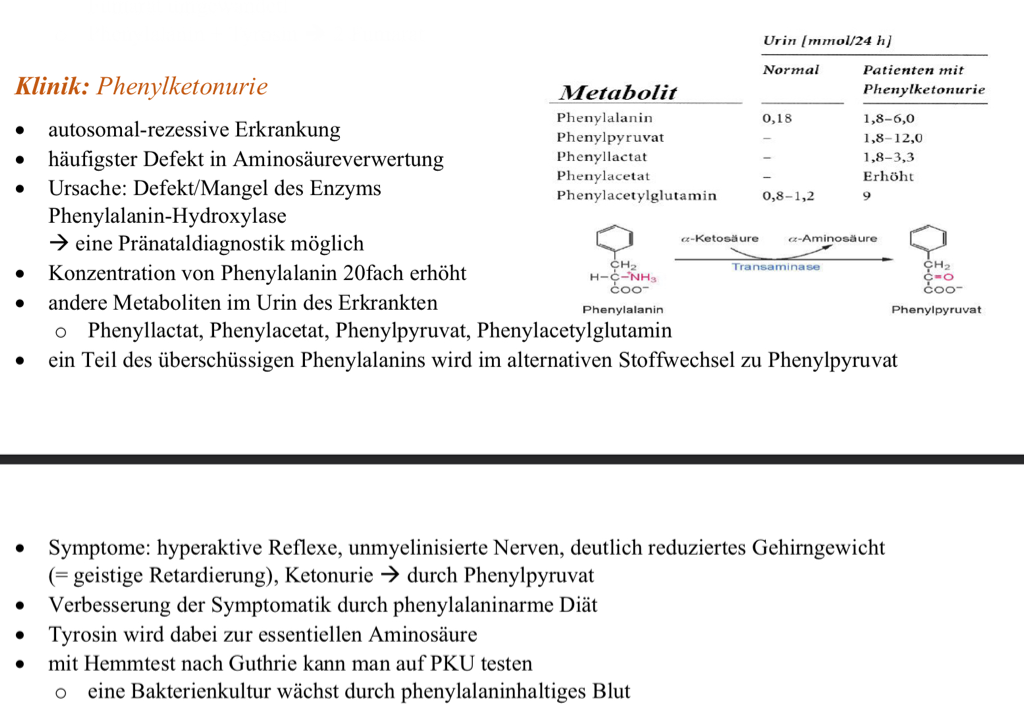 Klinik: Phenylketonurie
• autosomal-rezessive Erkrankung
• häufigster Defekt in Aminosäureverwertung
• Ursache: Defekt/Mangel des Enzyms
Phenylalanin-Hydroxylase
→ eine Pränataldiagnostik möglich
• Konzentration von Phenylalanin 20fach erhöht
• andere Metaboliten im Urin des Erkrankten
o Phenyllactat, Phenylacetat, Phenylpyruvat, Phenylacetylglutamin
• ein Teil des überschüssigen Phenylalanins wird im alternativen Stoffwechsel zu Phenylpyruvat
Urin [mmol/24 h]
Metabolit Normal Patienten mit Phenylketonurie
Phenylalanin 0,18 1,8–6,0
Phenylpyruvat – 1,8–12,0
Phenyllactat – 1,8–3,3
Phenylacetat – Erhöht
Phenylacetylglutamin 0,8–1,2 9
α-Ketosäure α-Aminosäure
Transaminase
CH₂ CH₂
H–C–⁺NH₃ C=O
COO⁻ COO⁻
Phenylalanin Phenylpyruvat
• Symptome: hyperaktive Reflexe, unmyelinisierte Nerven, deutlich reduziertes Gehirngewicht
(= geistige Retardierung), Ketonurie → durch Phenylpyruvat
• Verbesserung der Symptomatik durch phenylalaninarme Diät
• Tyrosin wird dabei zur essentiellen Aminosäure
• mit Hemmtest nach Guthrie kann man auf PKU testen
o eine Bakterienkultur wächst durch phenylalaninhaltiges Blut